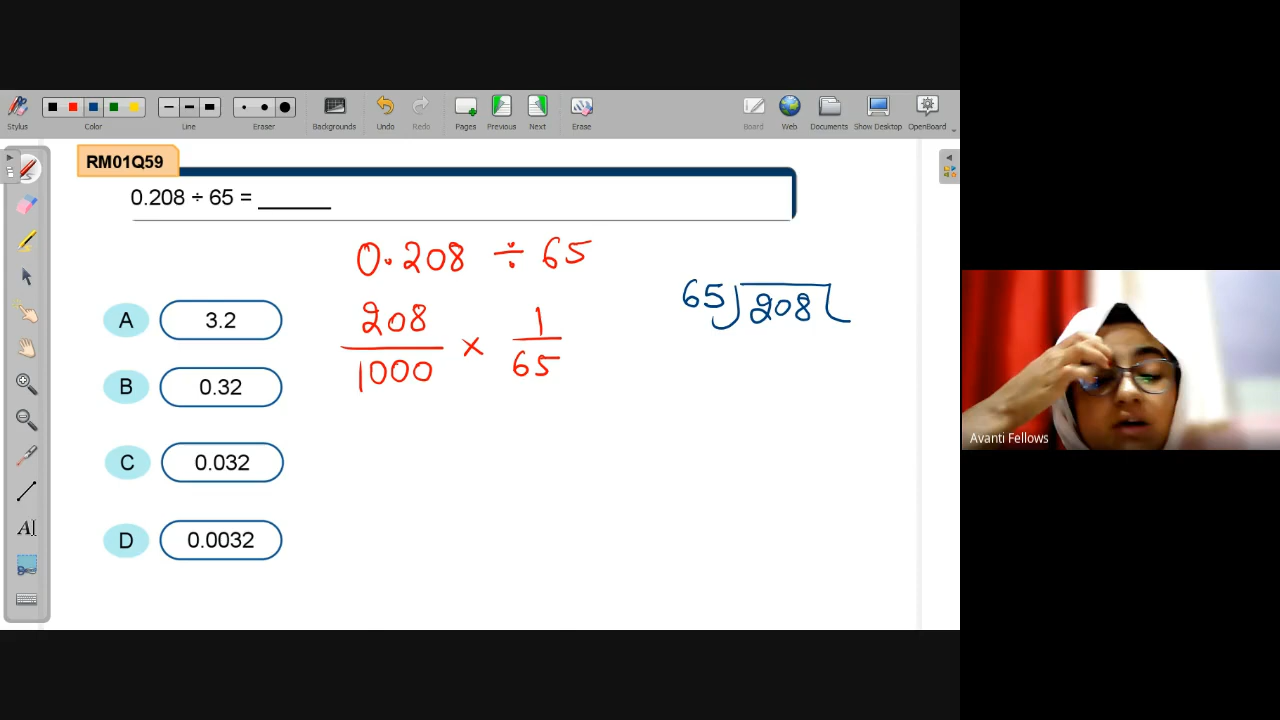 Stylus
Color
Line
Eraser
Backgrounds
Undo
Redo
Pages
Previous
Next
Erase
Board
Web
Documents
Show Desktop
OpenBoard
RM01Q59
0.208 ÷ 65 = ______
0.208 ÷ 65
208/1000 × 1/65
65)208(
A 3.2
B 0.32
C 0.032
D 0.0032
AI
Avanti Fellows